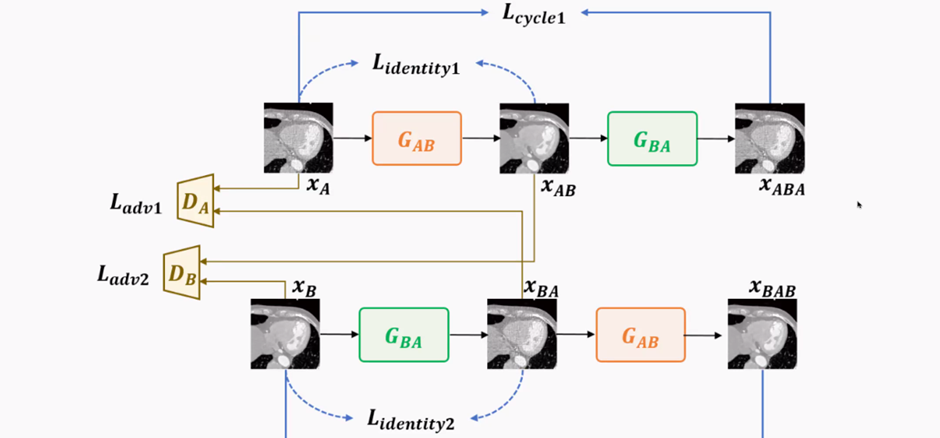 L_cycle1
L_identity1
G_AB
G_BA
x_A
x_AB
x_ABA
L_adv1
D_A
L_adv2
D_B
x_B
x_BA
x_BAB
G_BA
G_AB
L_identity2